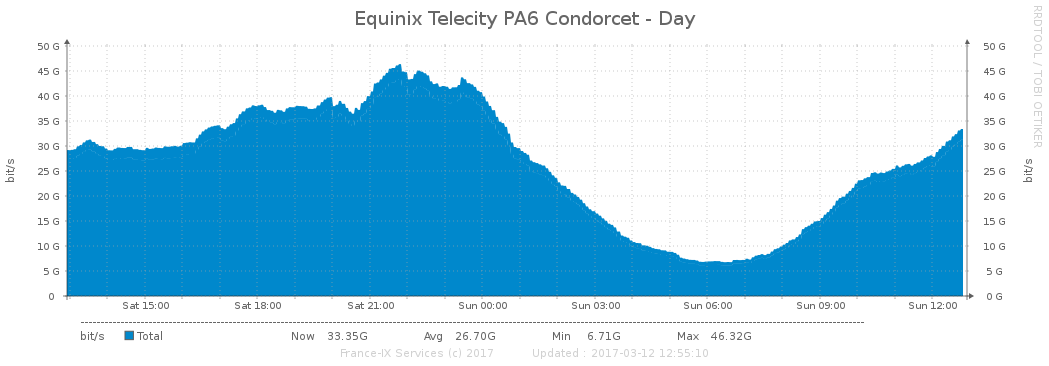 Equinix Telecity PA6 Condorcet - Day
RRDTOOL / TOBI OETIKER
bit/s
50 G 50 G
45 G 45 G
40 G 40 G
35 G 35 G
30 G 30 G
25 G 25 G
20 G 20 G
15 G 15 G
10 G 10 G
5 G 5 G
0 0 G
bit/s
Sat 15:00 Sat 18:00 Sat 21:00 Sun 00:00 Sun 03:00 Sun 06:00 Sun 09:00 Sun 12:00
bit/s Total Now 33.35G Avg 26.70G Min 6.71G Max 46.32G
France-IX Services (c) 2017 Updated : 2017-03-12 12:55:10